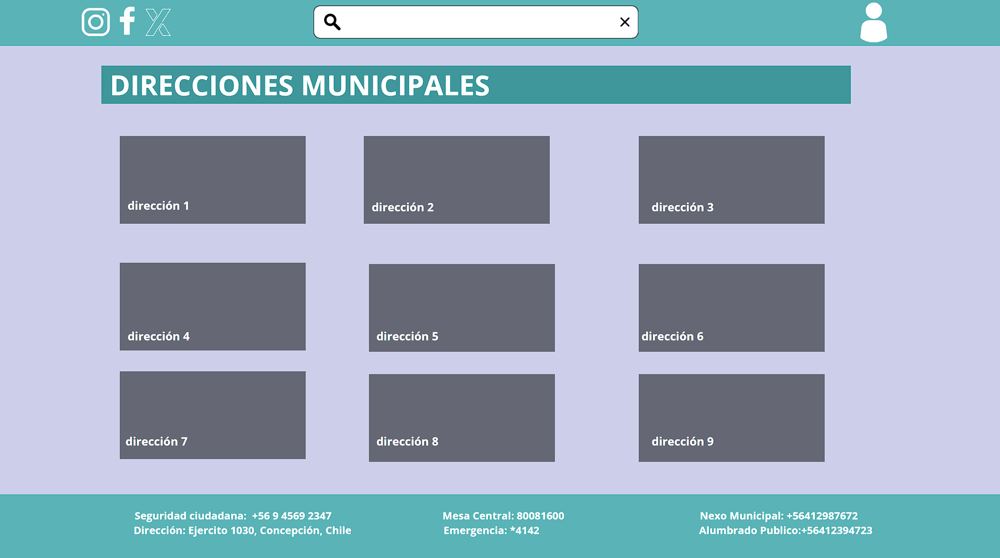 DIRECCIONES MUNICIPALES
dirección 1
dirección 2
dirección 3
dirección 4
dirección 5
dirección 6
dirección 7
dirección 8
dirección 9
Seguridad ciudadana:  +56 9 4569 2347
Dirección: Ejercito 1030, Concepción, Chile
Mesa Central: 80081600
Emergencia: *4142
Nexo Municipal: +56412987672
Alumbrado Publico:+56412394723